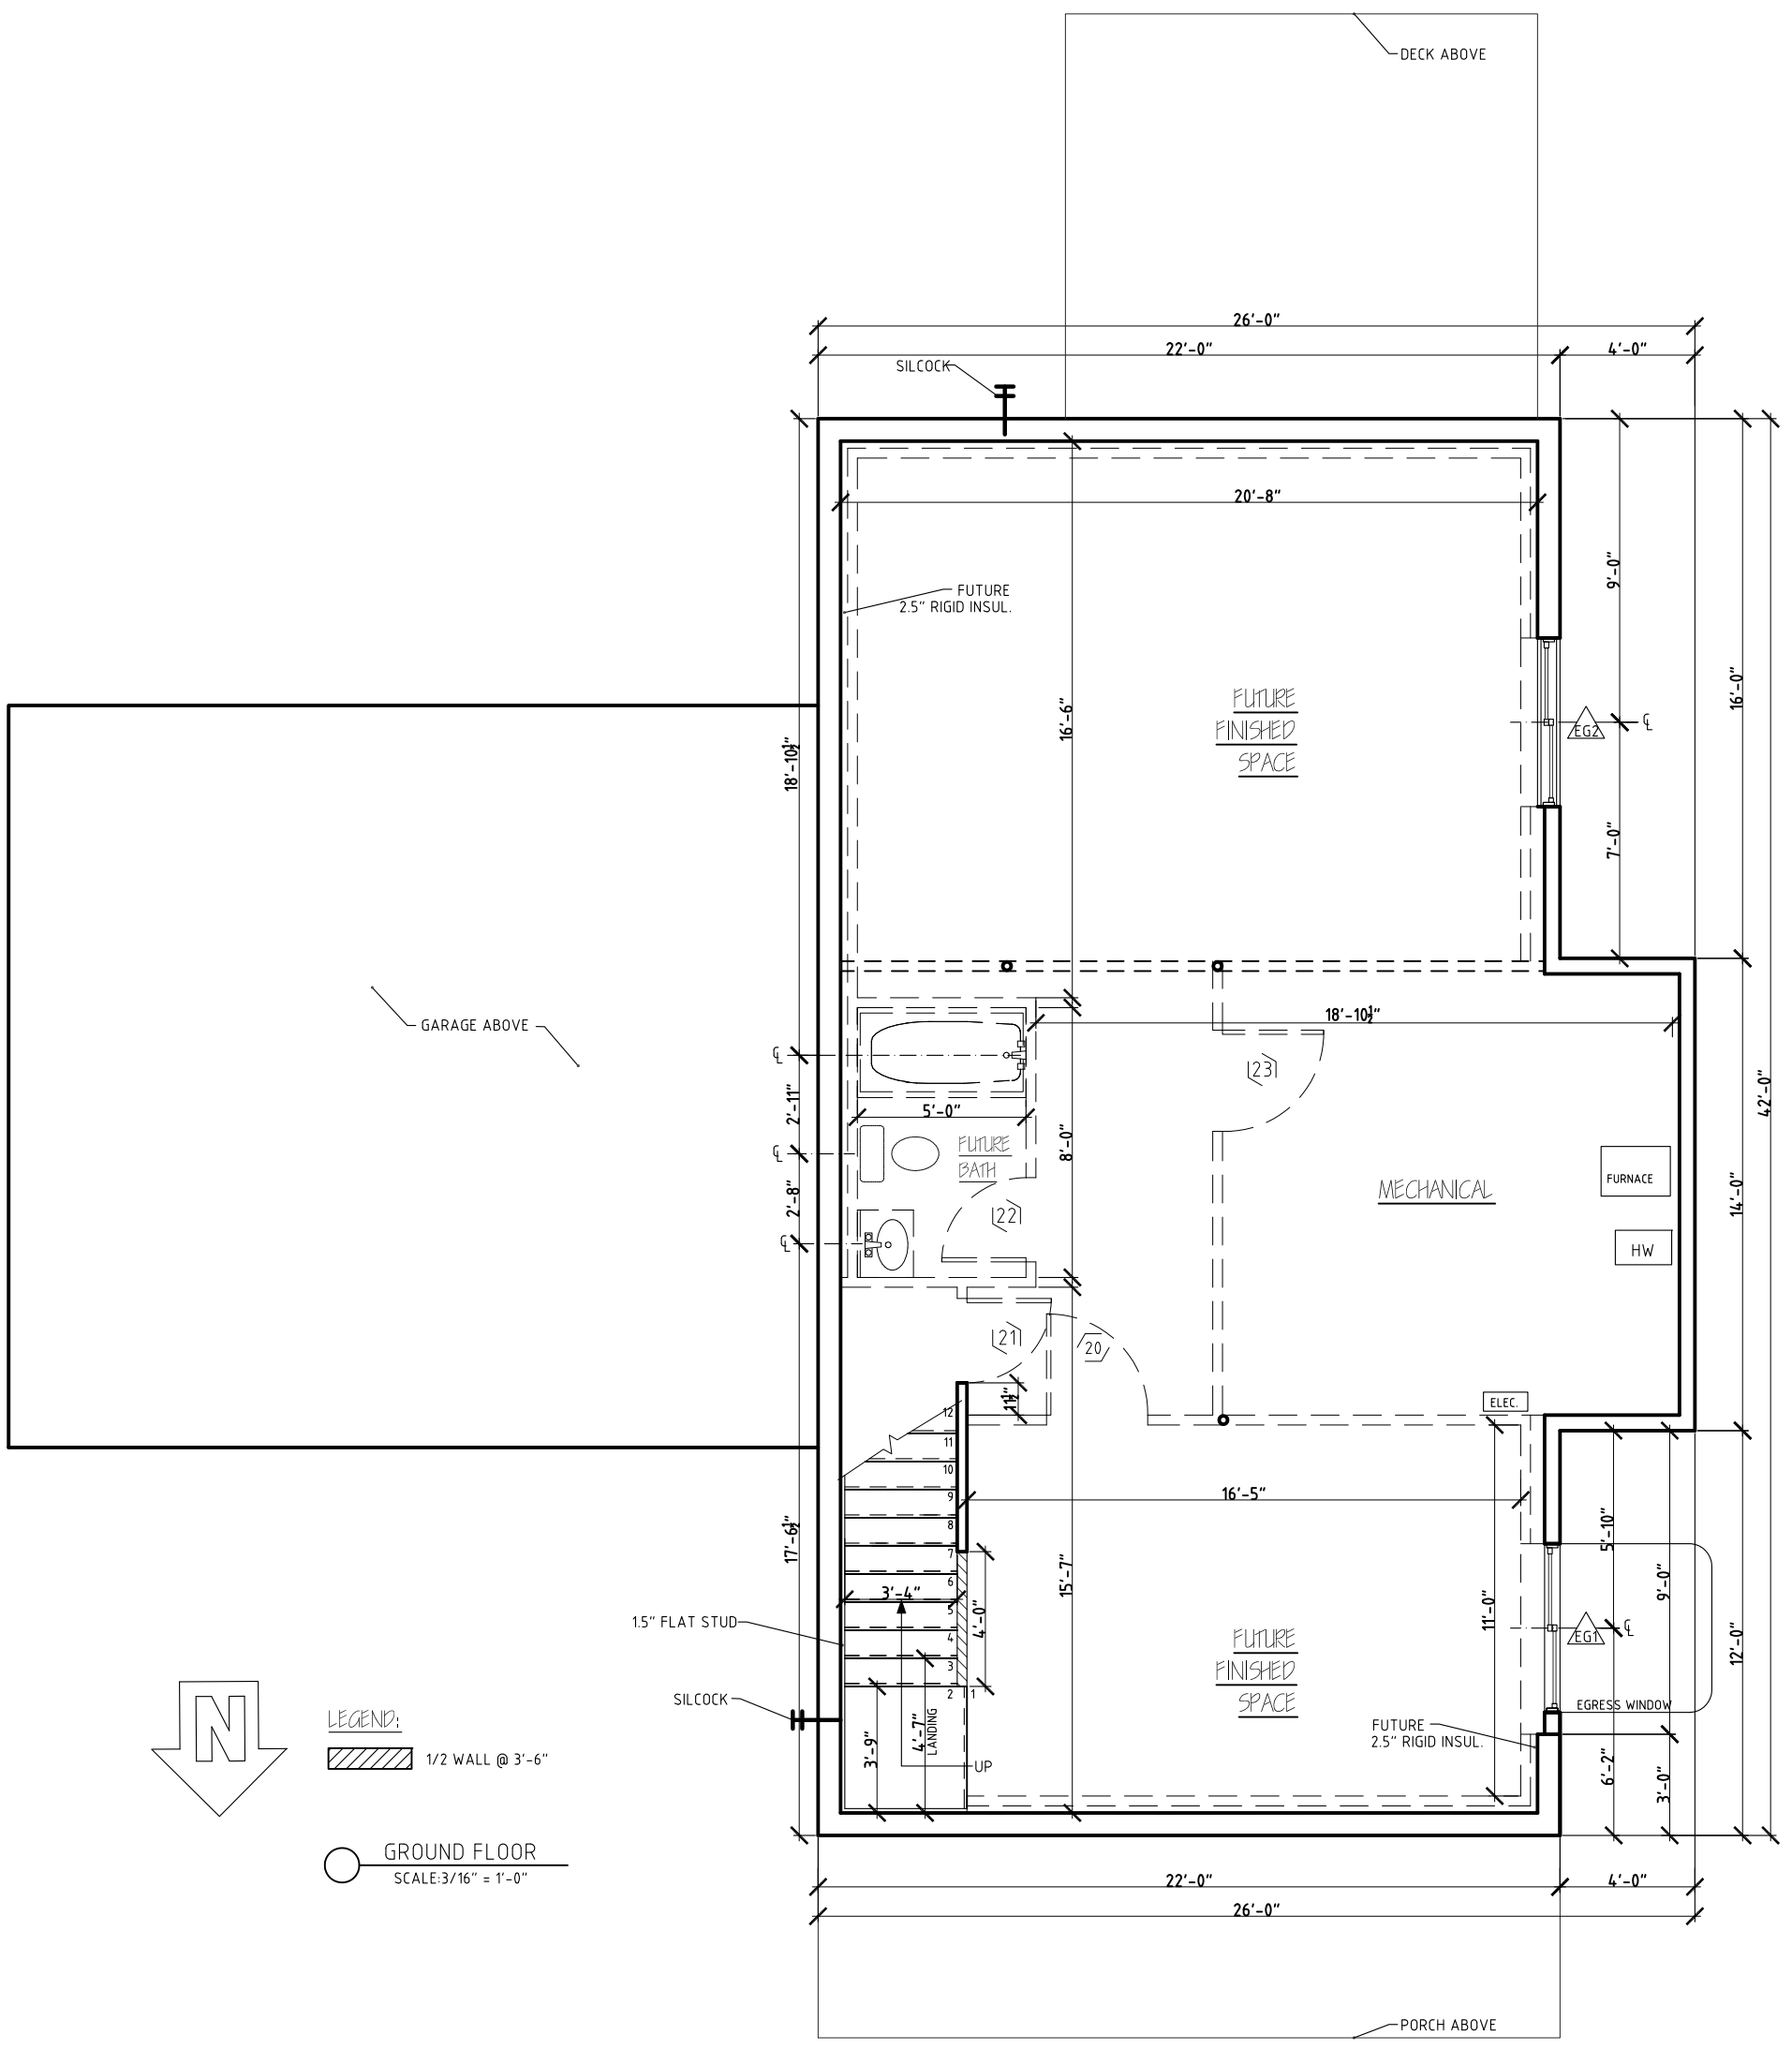 DECK ABOVE
26'-0"
22'-0"
4'-0"
SILCOCK
20'-8"
FUTURE
2.5" RIGID INSUL.
9'-0"
16'-6"
16'-0"
FUTURE
FINISHED
SPACE
EG2
℄
18'-10½"
7'-0"
GARAGE ABOVE
18'-10½"
℄
23
42'-0"
2'-11"
5'-0"
8'-0"
FUTURE
BATH
℄
FURNACE
MECHANICAL
14'-0"
2'-8"
22
℄
HW
21
20
11½"
ELEC.
12
11
10
9
8
7
6
5
4
3
2
1
16'-5"
17'-6½"
5'-10"
3'-4"
15'-7"
9'-0"
4'-0"
11'-0"
1.5" FLAT STUD
FUTURE
FINISHED
SPACE
EG1
℄
12'-0"
SILCOCK
EGRESS WINDOW
3'-9"
4'-7"
LANDING
UP
FUTURE
2.5" RIGID INSUL.
6'-2"
3'-0"
N
LEGEND:
1/2 WALL @ 3'-6"
GROUND FLOOR
SCALE:3/16" = 1'-0"
22'-0"
4'-0"
26'-0"
PORCH ABOVE